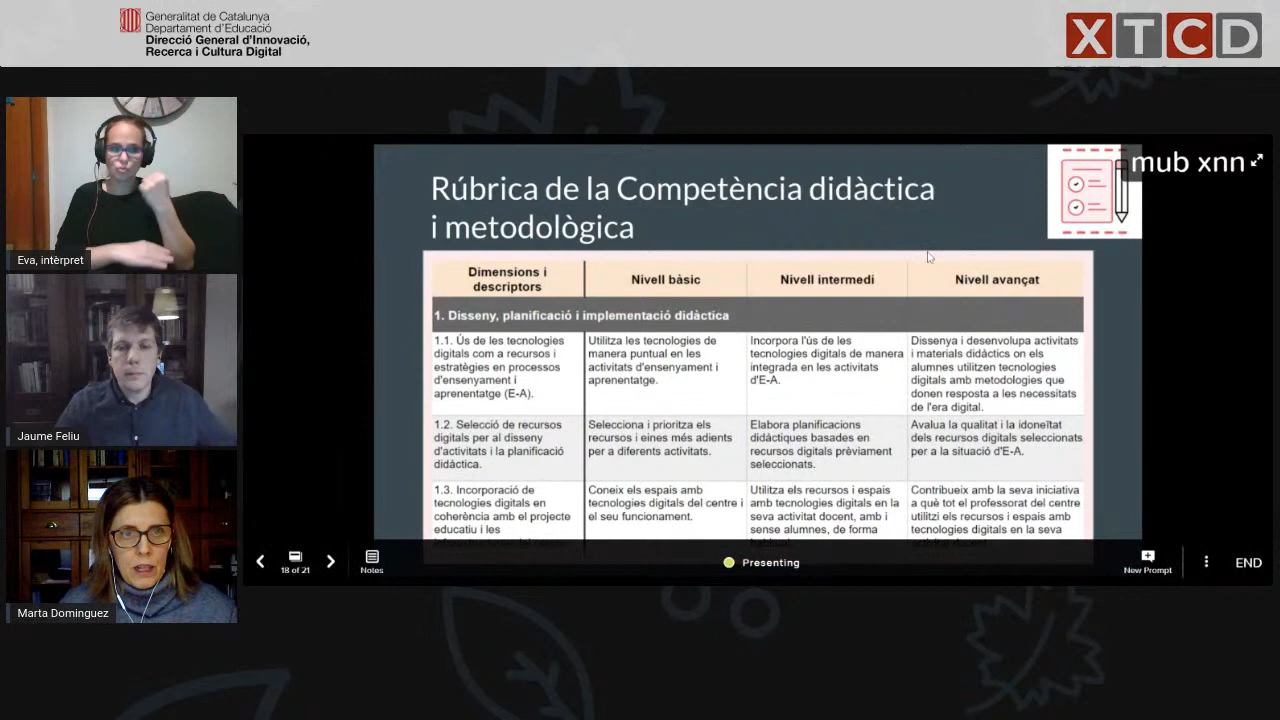 Generalitat de Catalunya
Departament d'Educació
Direcció General d'Innovació,
Recerca i Cultura Digital
XTCD
Eva, intèrpret
Jaume Feliu
Marta Dominguez
mub xnn
Rúbrica de la Competència didàctica
i metodològica
Dimensions i
descriptors
Nivell bàsic
Nivell intermedi
Nivell avançat
1. Disseny, planificació i implementació didàctica
1.1. Ús de les tecnologies
digitals com a recursos i
estratègies en processos
d'ensenyament i
aprenentatge (E-A).
Utilitza les tecnologies de
manera puntual en les
activitats d'ensenyament i
aprenentatge.
Incorpora l'ús de les
tecnologies digitals de manera
integrada en les activitats
d'E-A.
Dissenya i desenvolupa activitats
i materials didàctics on els
alumnes utilitzen tecnologies
digitals amb metodologies que
donen resposta a les necessitats
de l'era digital.
1.2. Selecció de recursos
digitals per al disseny
d'activitats i la planificació
didàctica.
Selecciona i prioritza els
recursos i eines més adients
per a diferents activitats.
Elabora planificacions
didàctiques basades en
recursos digitals prèviament
seleccionats.
Avalua la qualitat i la idoneïtat
dels recursos digitals seleccionats
per a la situació d'E-A.
1.3. Incorporació de
tecnologies digitals en
coherència amb el projecte
educatiu i les
Coneix els espais amb
tecnologies digitals del centre i
el seu funcionament.
Utilitza els recursos i espais
amb tecnologies digitals en la
seva activitat docent, amb i
sense alumnes, de forma
Contribueix amb la seva iniciativa
a què tot el professorat del centre
utilitzi els recursos i espais amb
tecnologies digitals en la seva
18 of 21
Notes
Presenting
New Prompt
END